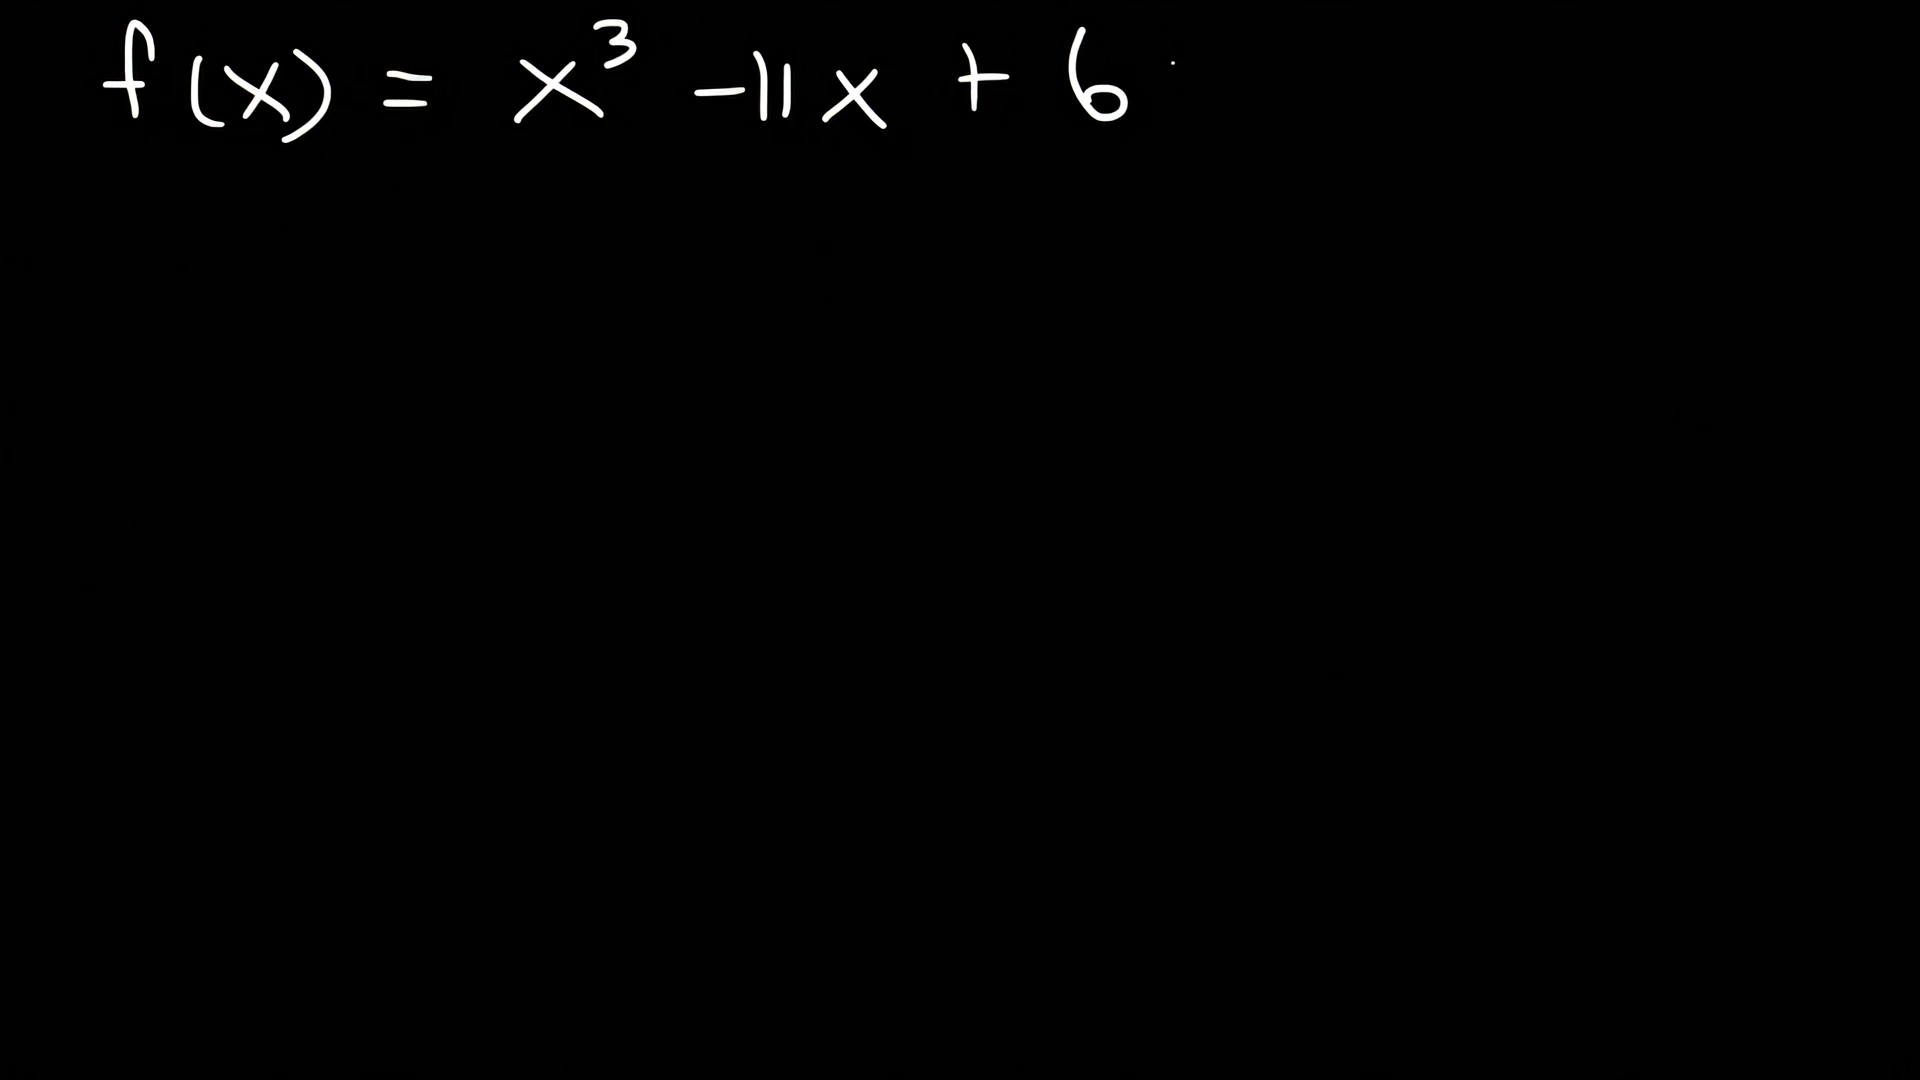 f(x) = x³ -11x + 6